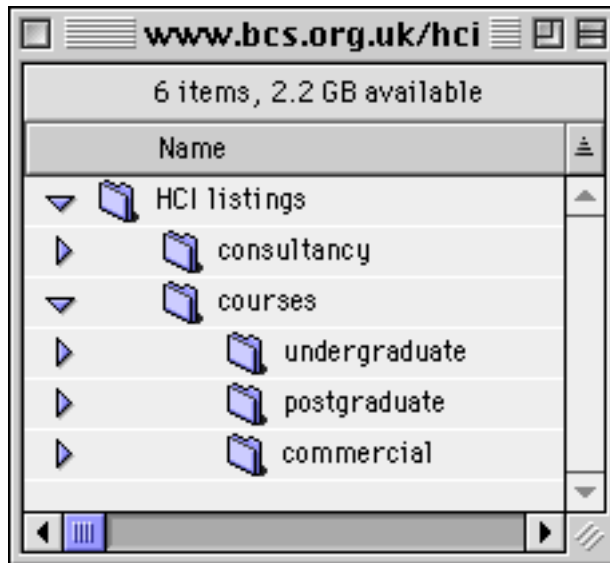 www.bcs.org.uk/hci
6 items, 2.2 GB available
Name
HCI listings
consultancy
courses
undergraduate
postgraduate
commercial